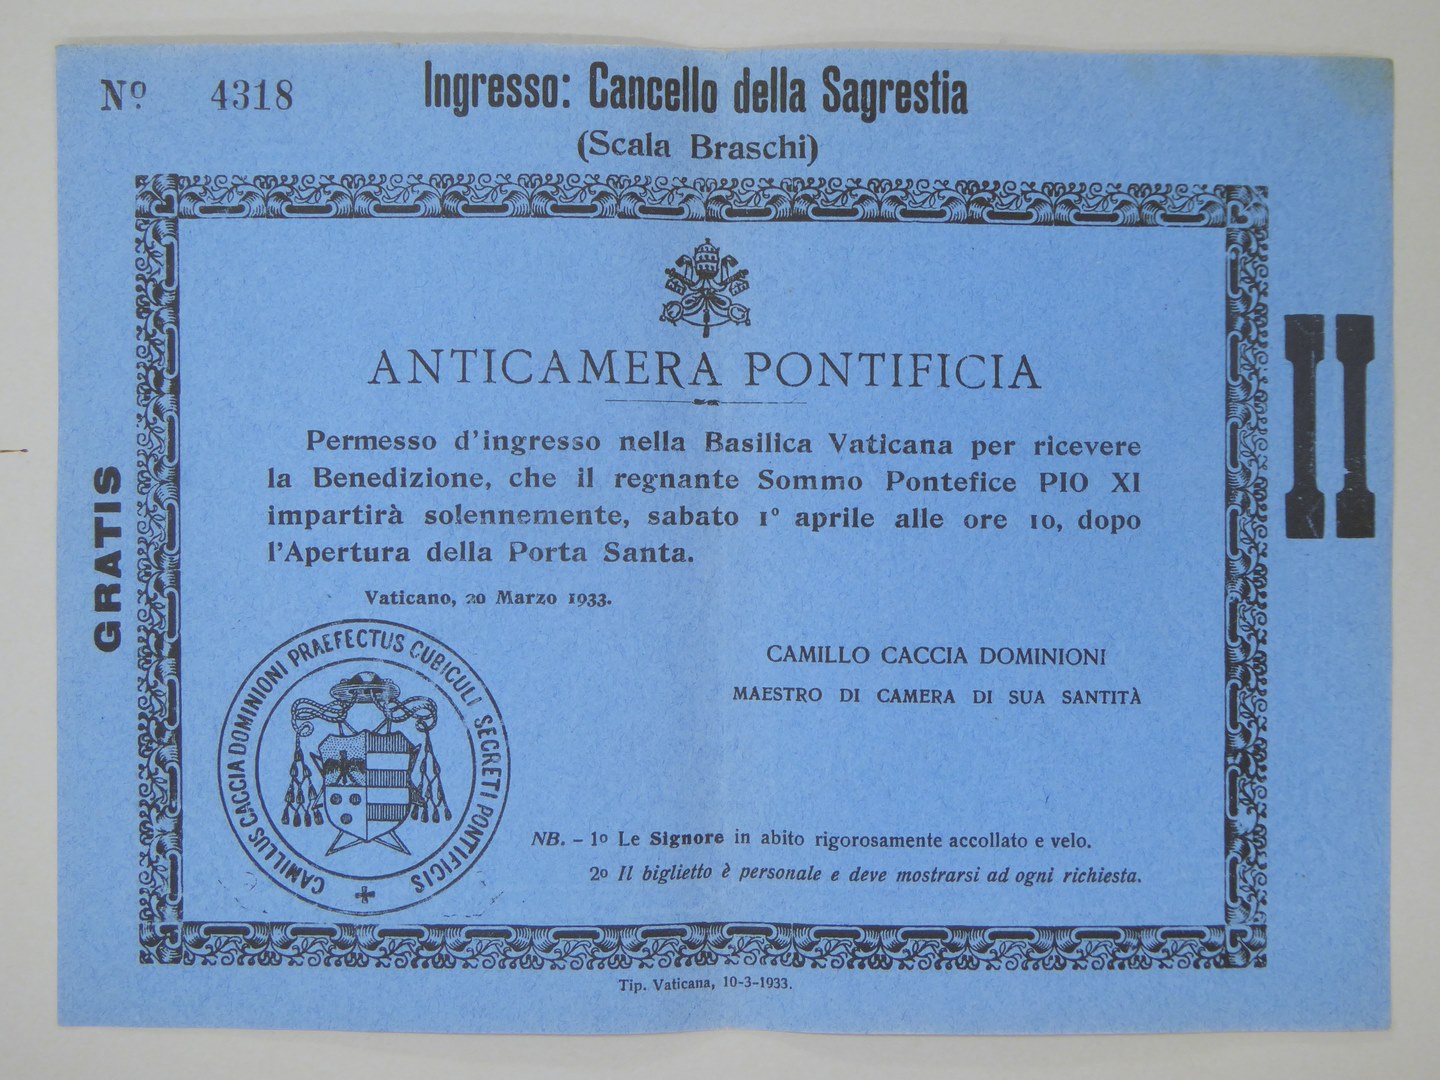 Nº 4318
Ingresso: Cancello della Sagrestia
(Scala Braschi)
GRATIS
II
ANTICAMERA PONTIFICIA
Permesso d'ingresso nella Basilica Vaticana per ricevere
la Benedizione, che il regnante Sommo Pontefice PIO XI
impartirà solennemente, sabato 1º aprile alle ore 10, dopo
l'Apertura della Porta Santa.
Vaticano, 20 Marzo 1933.
CAMILLUS CACCIA DOMINIONI PRAEFECTUS CUBICULI SECRETI PONTIFICIS
CAMILLO CACCIA DOMINIONI
MAESTRO DI CAMERA DI SUA SANTITÀ
NB. - 1º Le Signore in abito rigorosamente accollato e velo.
2º Il biglietto è personale e deve mostrarsi ad ogni richiesta.
Tip. Vaticana, 10-3-1933.